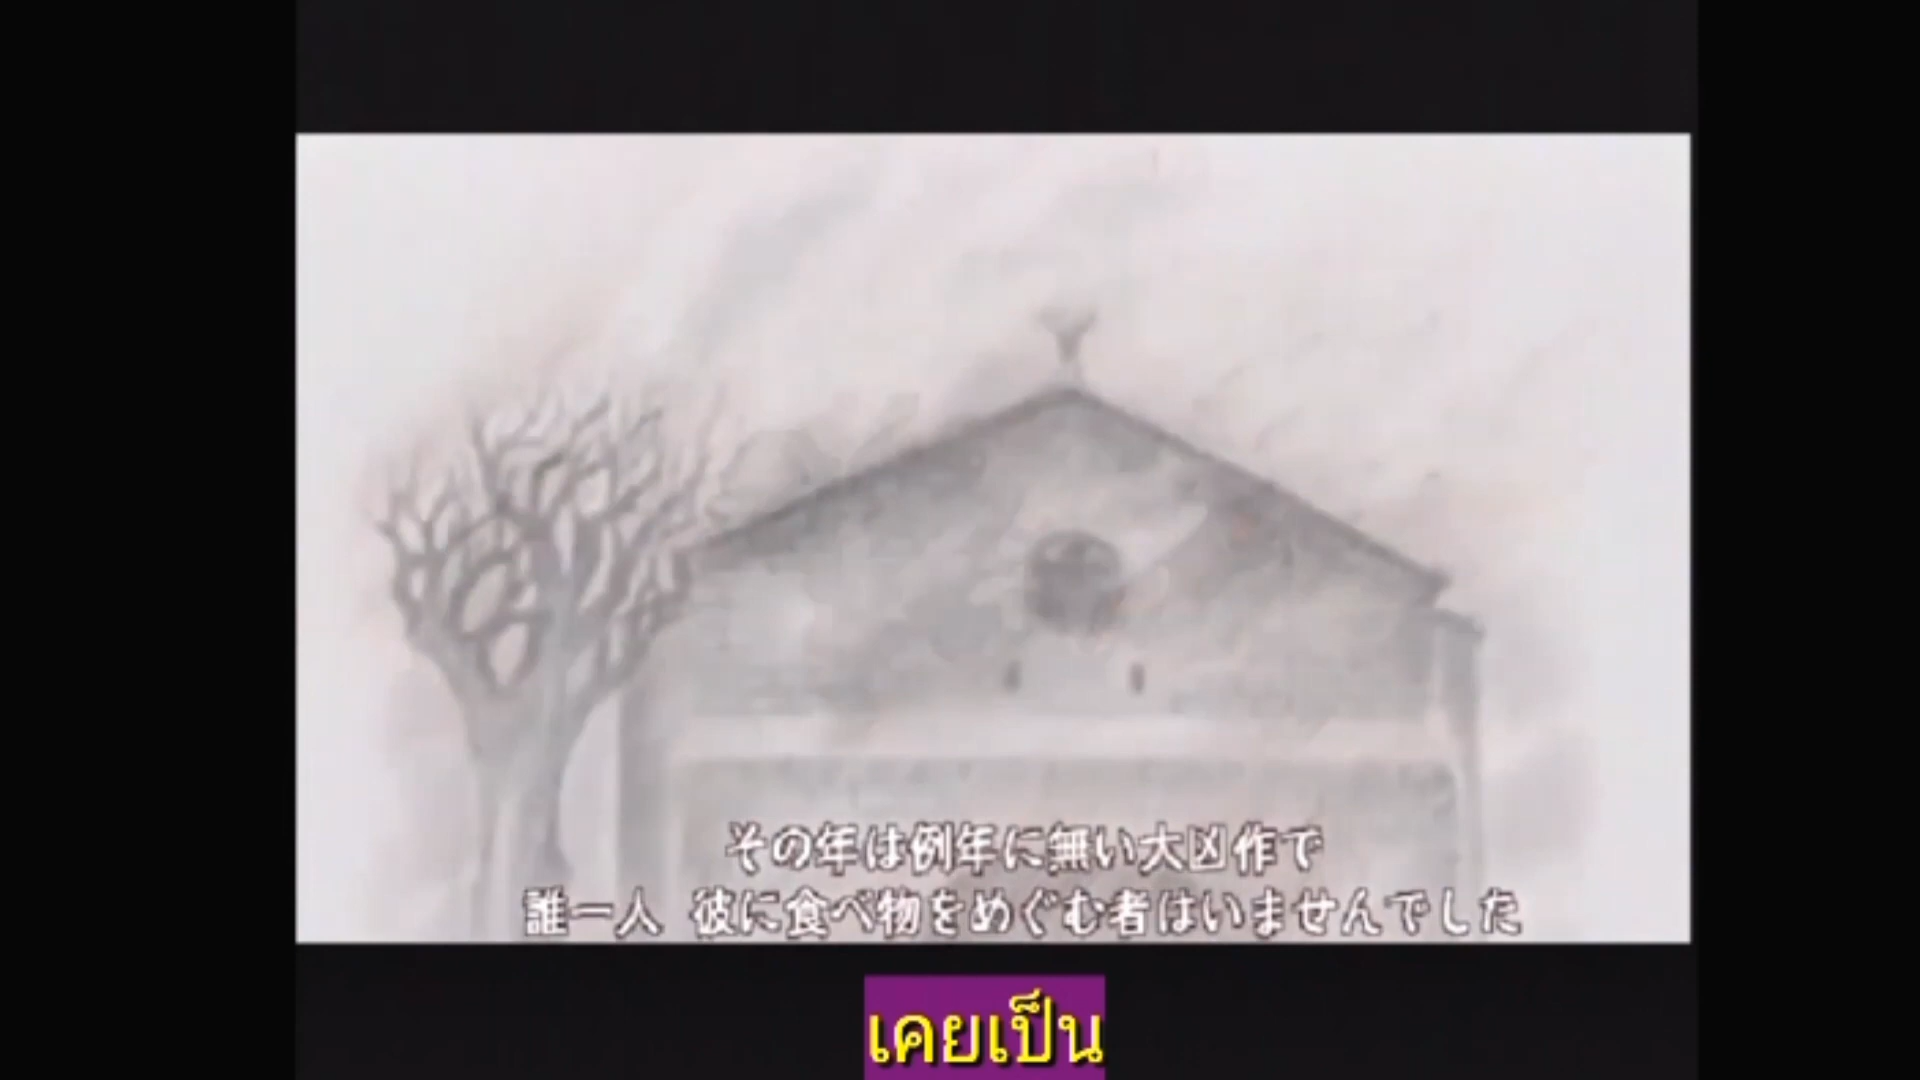 その年は例年に無い大凶作で
誰一人 彼に食べ物をめぐむ者はいませんでした
เคยเป็น